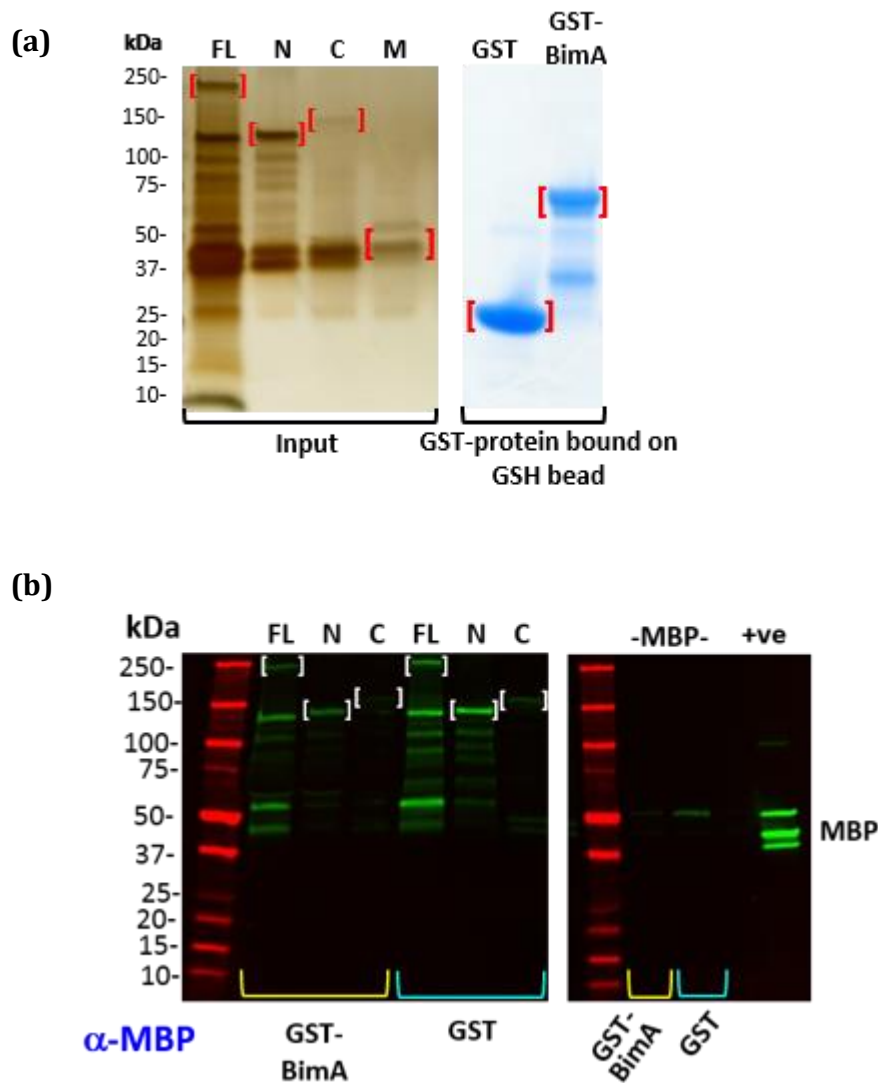 (a)
kDa FL N C M GST GST-
BimA
250-
150-
100-
75-
50-
37-
25-
20-
15-
10-
Input GST-protein bound on
GSH bead
(b)
kDa FL N C FL N C -MBP- +ve
250-
150-
100-
75-
50- MBP
37-
25-
20-
15-
10-
α-MBP GST-
BimA GST GST-
BimA GST